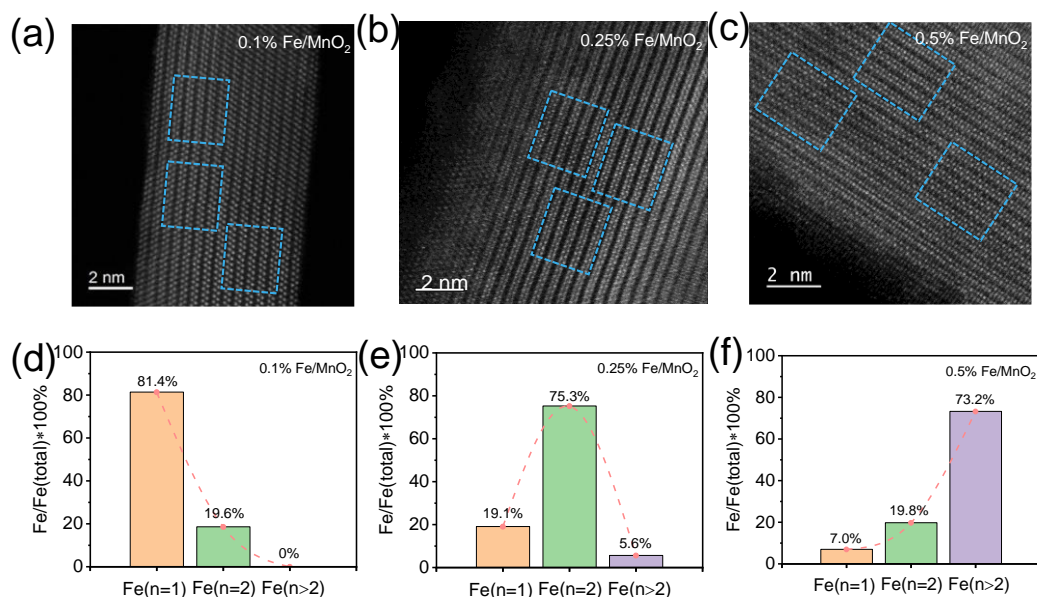 (a)
0.1% Fe/MnO₂
2 nm
(b)
0.25% Fe/MnO₂
2 nm
(c)
0.5% Fe/MnO₂
2 nm
(d)
0.1% Fe/MnO₂
Fe/Fe(total)*100%
100
80
60
40
20
0
81.4%
19.6%
0%
Fe(n=1) Fe(n=2) Fe(n>2)
(e)
0.25% Fe/MnO₂
Fe/Fe(total)*100%
100
80
60
40
20
0
19.1%
75.3%
5.6%
Fe(n=1) Fe(n=2) Fe(n>2)
(f)
0.5% Fe/MnO₂
Fe/Fe(total)*100%
100
80
60
40
20
0
7.0%
19.8%
73.2%
Fe(n=1) Fe(n=2) Fe(n>2)